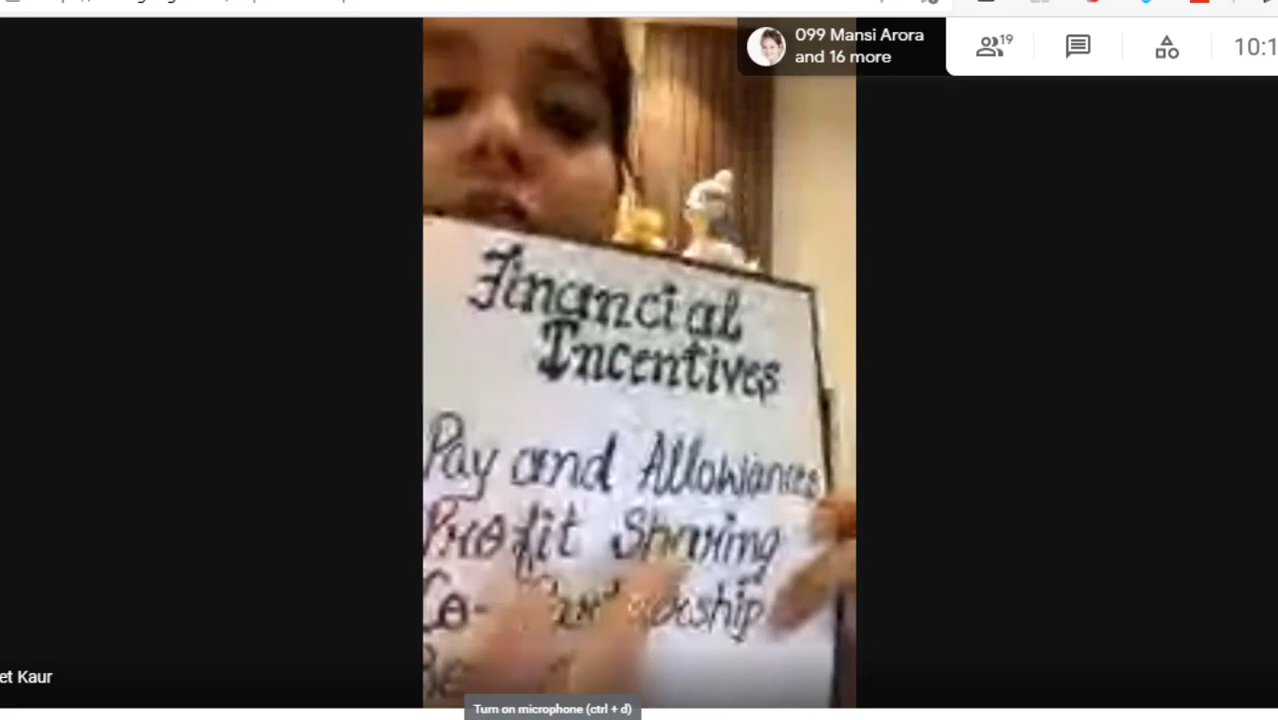 099 Mansi Arora
and 16 more
19
10:1
Financial
Incentives
Pay and Allowances
Profit Sharing
Co-
et Kaur
Turn on microphone (ctrl + d)